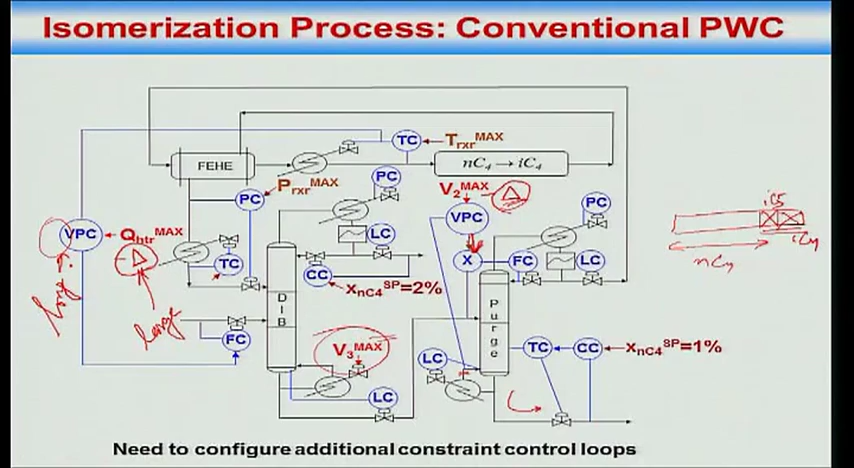 Isomerization Process: Conventional PWC
TC
T_rxr^MAX
FEHE
nC₄ → iC₄
P_rxr^MAX
PC
PC
V₂^MAX
PC
iC5
VPC
Q_htr^MAX
LC
VPC
iC4
nC4
TC
CC
X
FC
LC
x_nC4^SP=2%
DIB
Purge
large
FC
V₃^MAX
LC
TC
CC
x_nC4^SP=1%
LC
Need to configure additional constraint control loops